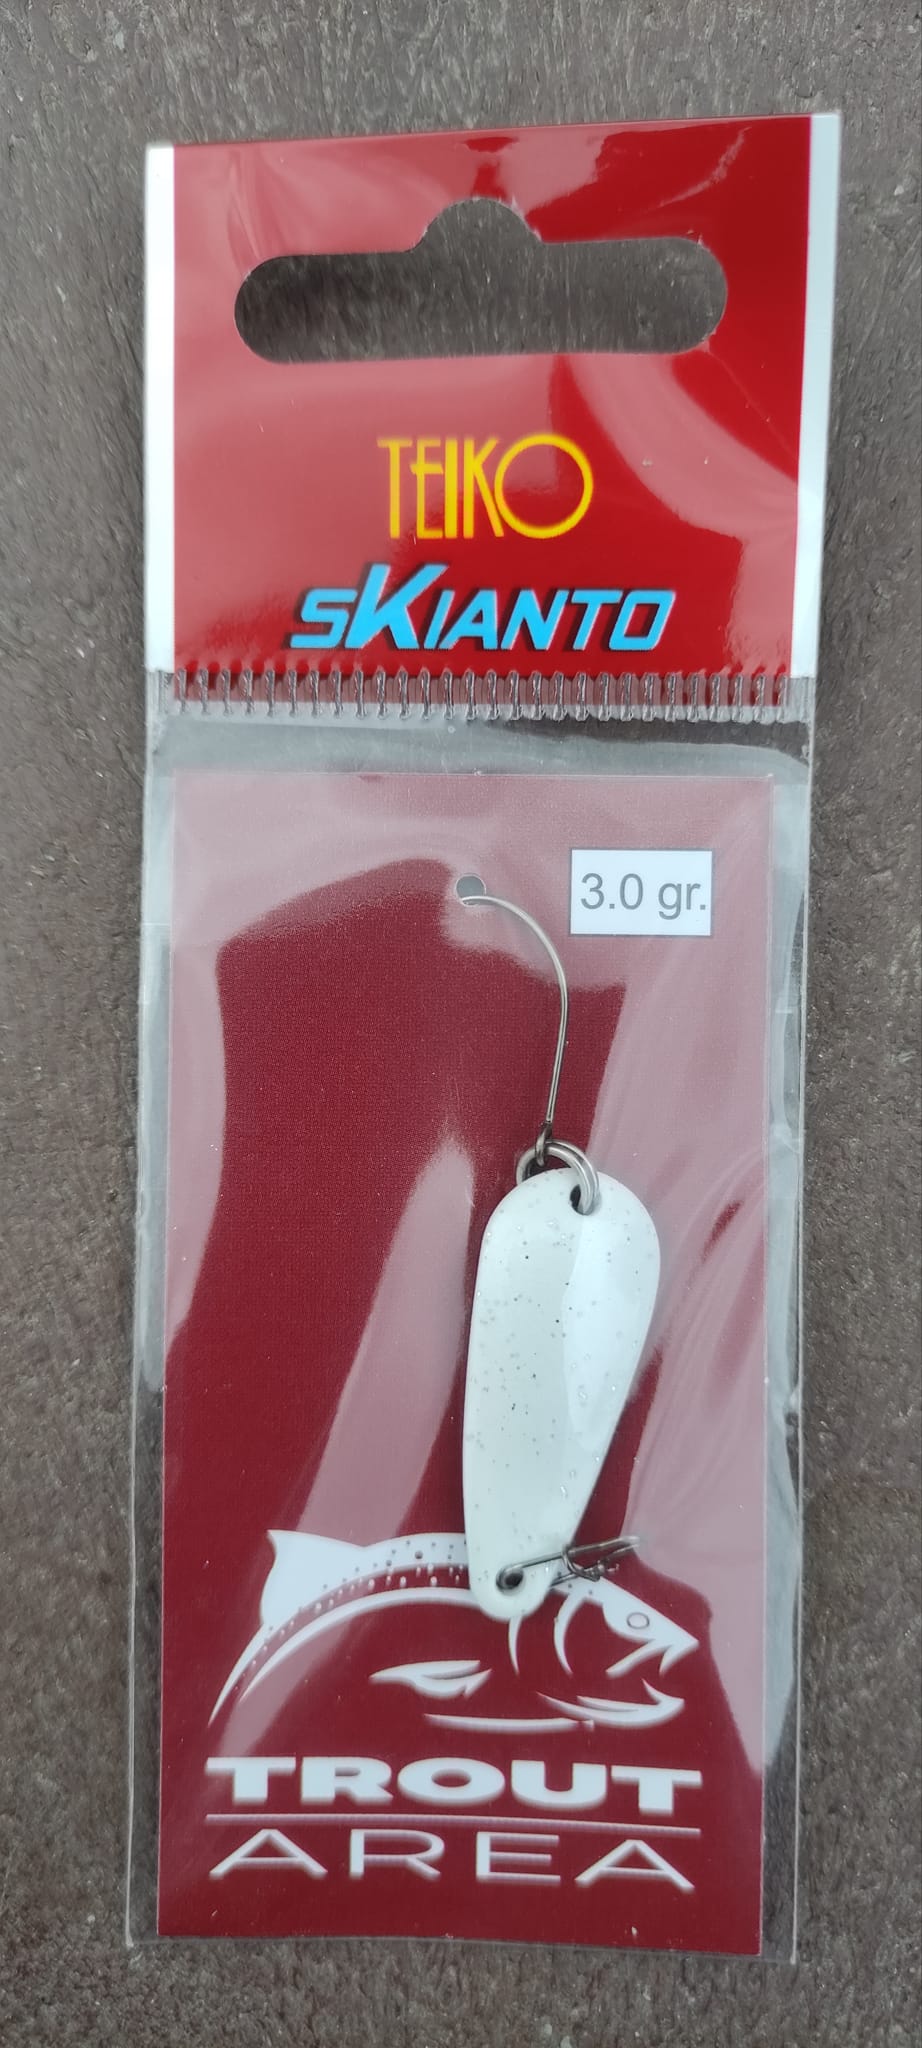 TEIKO
SKIANTO
3.0 gr.
TROUT
AREA